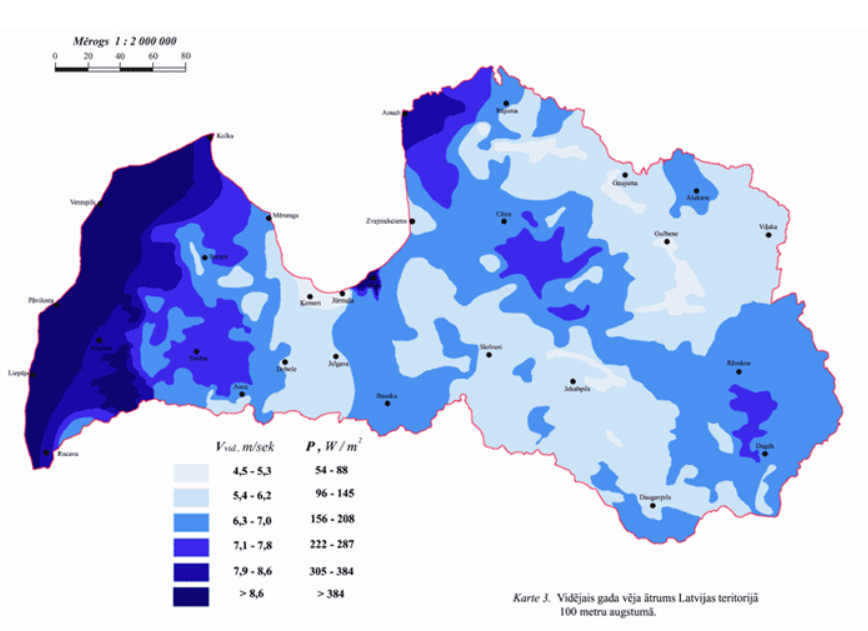 Mērogs 1 : 2 000 000
0 20 40 60 80
Kolka
Ainaži
Rūjiena
Gaujiena
Alūksne
Ventspils
Mērsrags
Zvejniekciems
Cēsis
Gulbene
Viļaka
Pāvilosta
Ķemeri
Jūrmala
Skrīveri
Liepāja
Saldus
Dobele
Jelgava
Rēzekne
Jēkabpils
Auce
Bauska
Rucava
Dagda
Daugavpils
Vvid., m/sek P , W / m²
4,5 - 5,3 54 - 88
5,4 - 6,2 96 - 145
6,3 - 7,0 156 - 208
7,1 - 7,8 222 - 287
7,9 - 8,6 305 - 384
> 8,6 > 384
Karte 3. Vidējais gada vēja ātrums Latvijas teritorijā
100 metru augstumā.